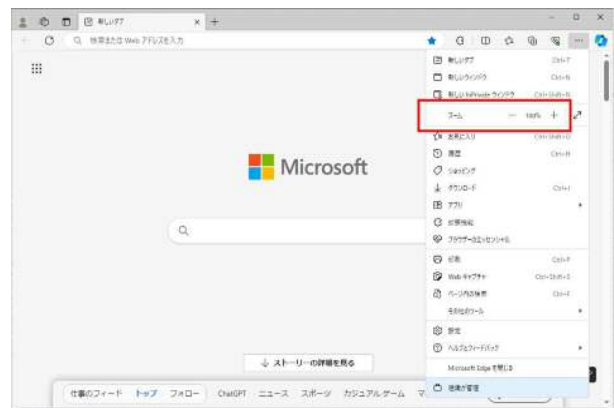 新しいタブ
検索または Web アドレスを入力
新しいタブ Ctrl+T
新しいウィンドウ Ctrl+N
新しい InPrivate ウィンドウ Ctrl+Shift+N
ズーム － 100% ＋
お気に入り Ctrl+Shift+O
履歴 Ctrl+H
ショッピング
ダウンロード Ctrl+J
アプリ
拡張機能
ブラウザーのエッセンシャル
印刷 Ctrl+P
Web キャプチャ Ctrl+Shift+S
ページ内の検索 Ctrl+F
その他のツール
設定
ヘルプとフィードバック
Microsoft Edge を閉じる
組織が管理
Microsoft
ストーリーの詳細を見る
仕事のフィード トップ フォロー ChatGPT ニュース スポーツ カジュアル ゲーム マ